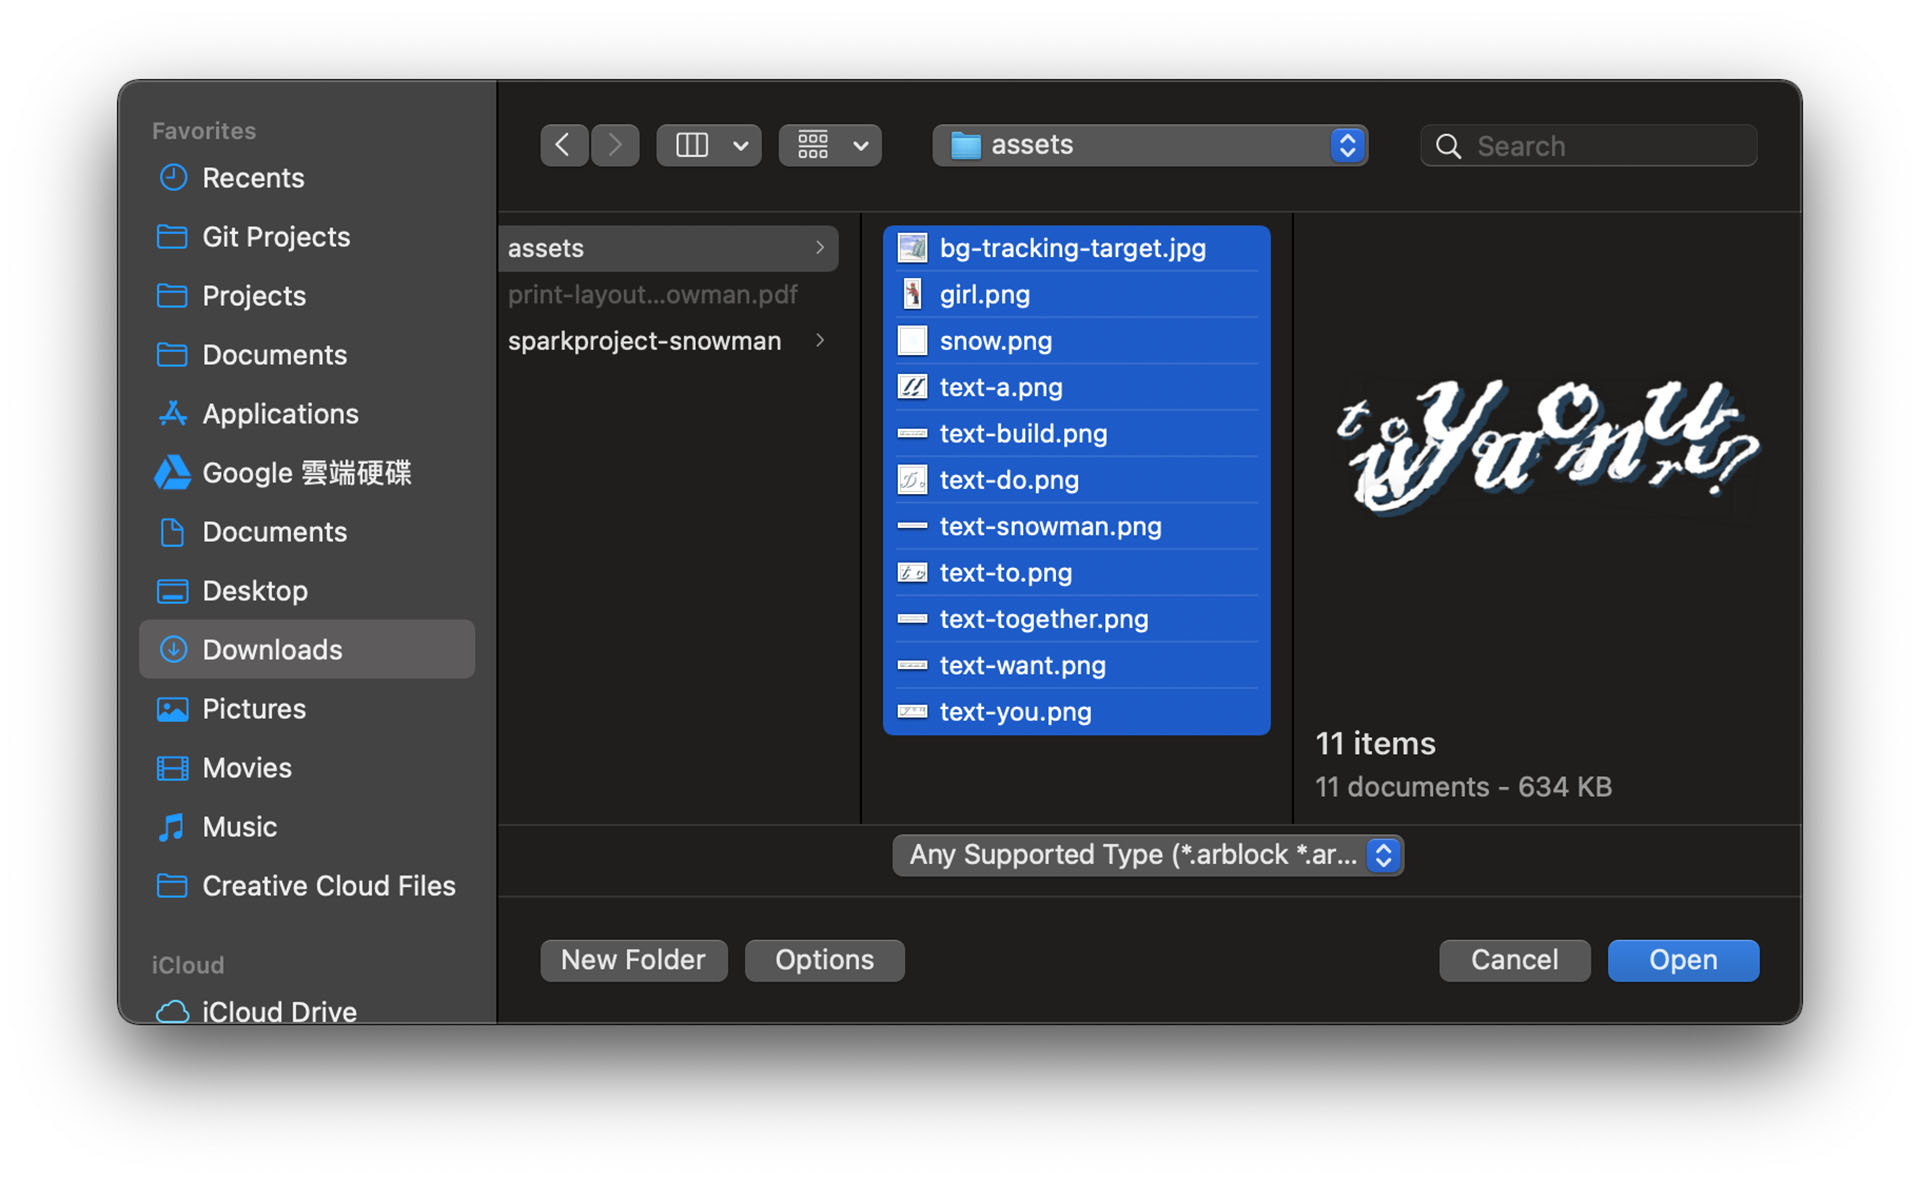 Favorites
Recents
Git Projects
Projects
Documents
Applications
Google 雲端硬碟
Documents
Desktop
Downloads
Pictures
Movies
Music
Creative Cloud Files
iCloud
iCloud Drive
assets
Search
assets
print-layout...owman.pdf
sparkproject-snowman
bg-tracking-target.jpg
girl.png
snow.png
text-a.png
text-build.png
text-do.png
text-snowman.png
text-to.png
text-together.png
text-want.png
text-you.png
11 items
11 documents - 634 KB
Any Supported Type (*.arblock *.ar...
New Folder
Options
Cancel
Open